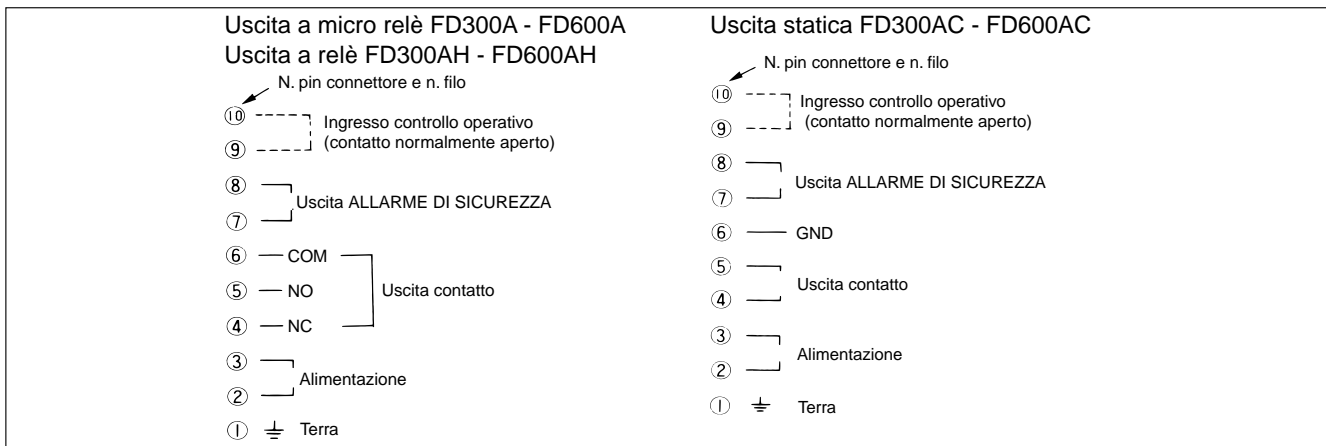 Uscita a micro relè FD300A - FD600A
Uscita a relè FD300AH - FD600AH
N. pin connettore e n. filo
10
Ingresso controllo operativo
(contatto normalmente aperto)
9
8
Uscita ALLARME DI SICUREZZA
7
6 COM
5 NO
Uscita contatto
4 NC
3
Alimentazione
2
1 Terra
Uscita statica FD300AC - FD600AC
N. pin connettore e n. filo
10
Ingresso controllo operativo
(contatto normalmente aperto)
9
8
Uscita ALLARME DI SICUREZZA
7
6 GND
5
Uscita contatto
4
3
Alimentazione
2
1 Terra